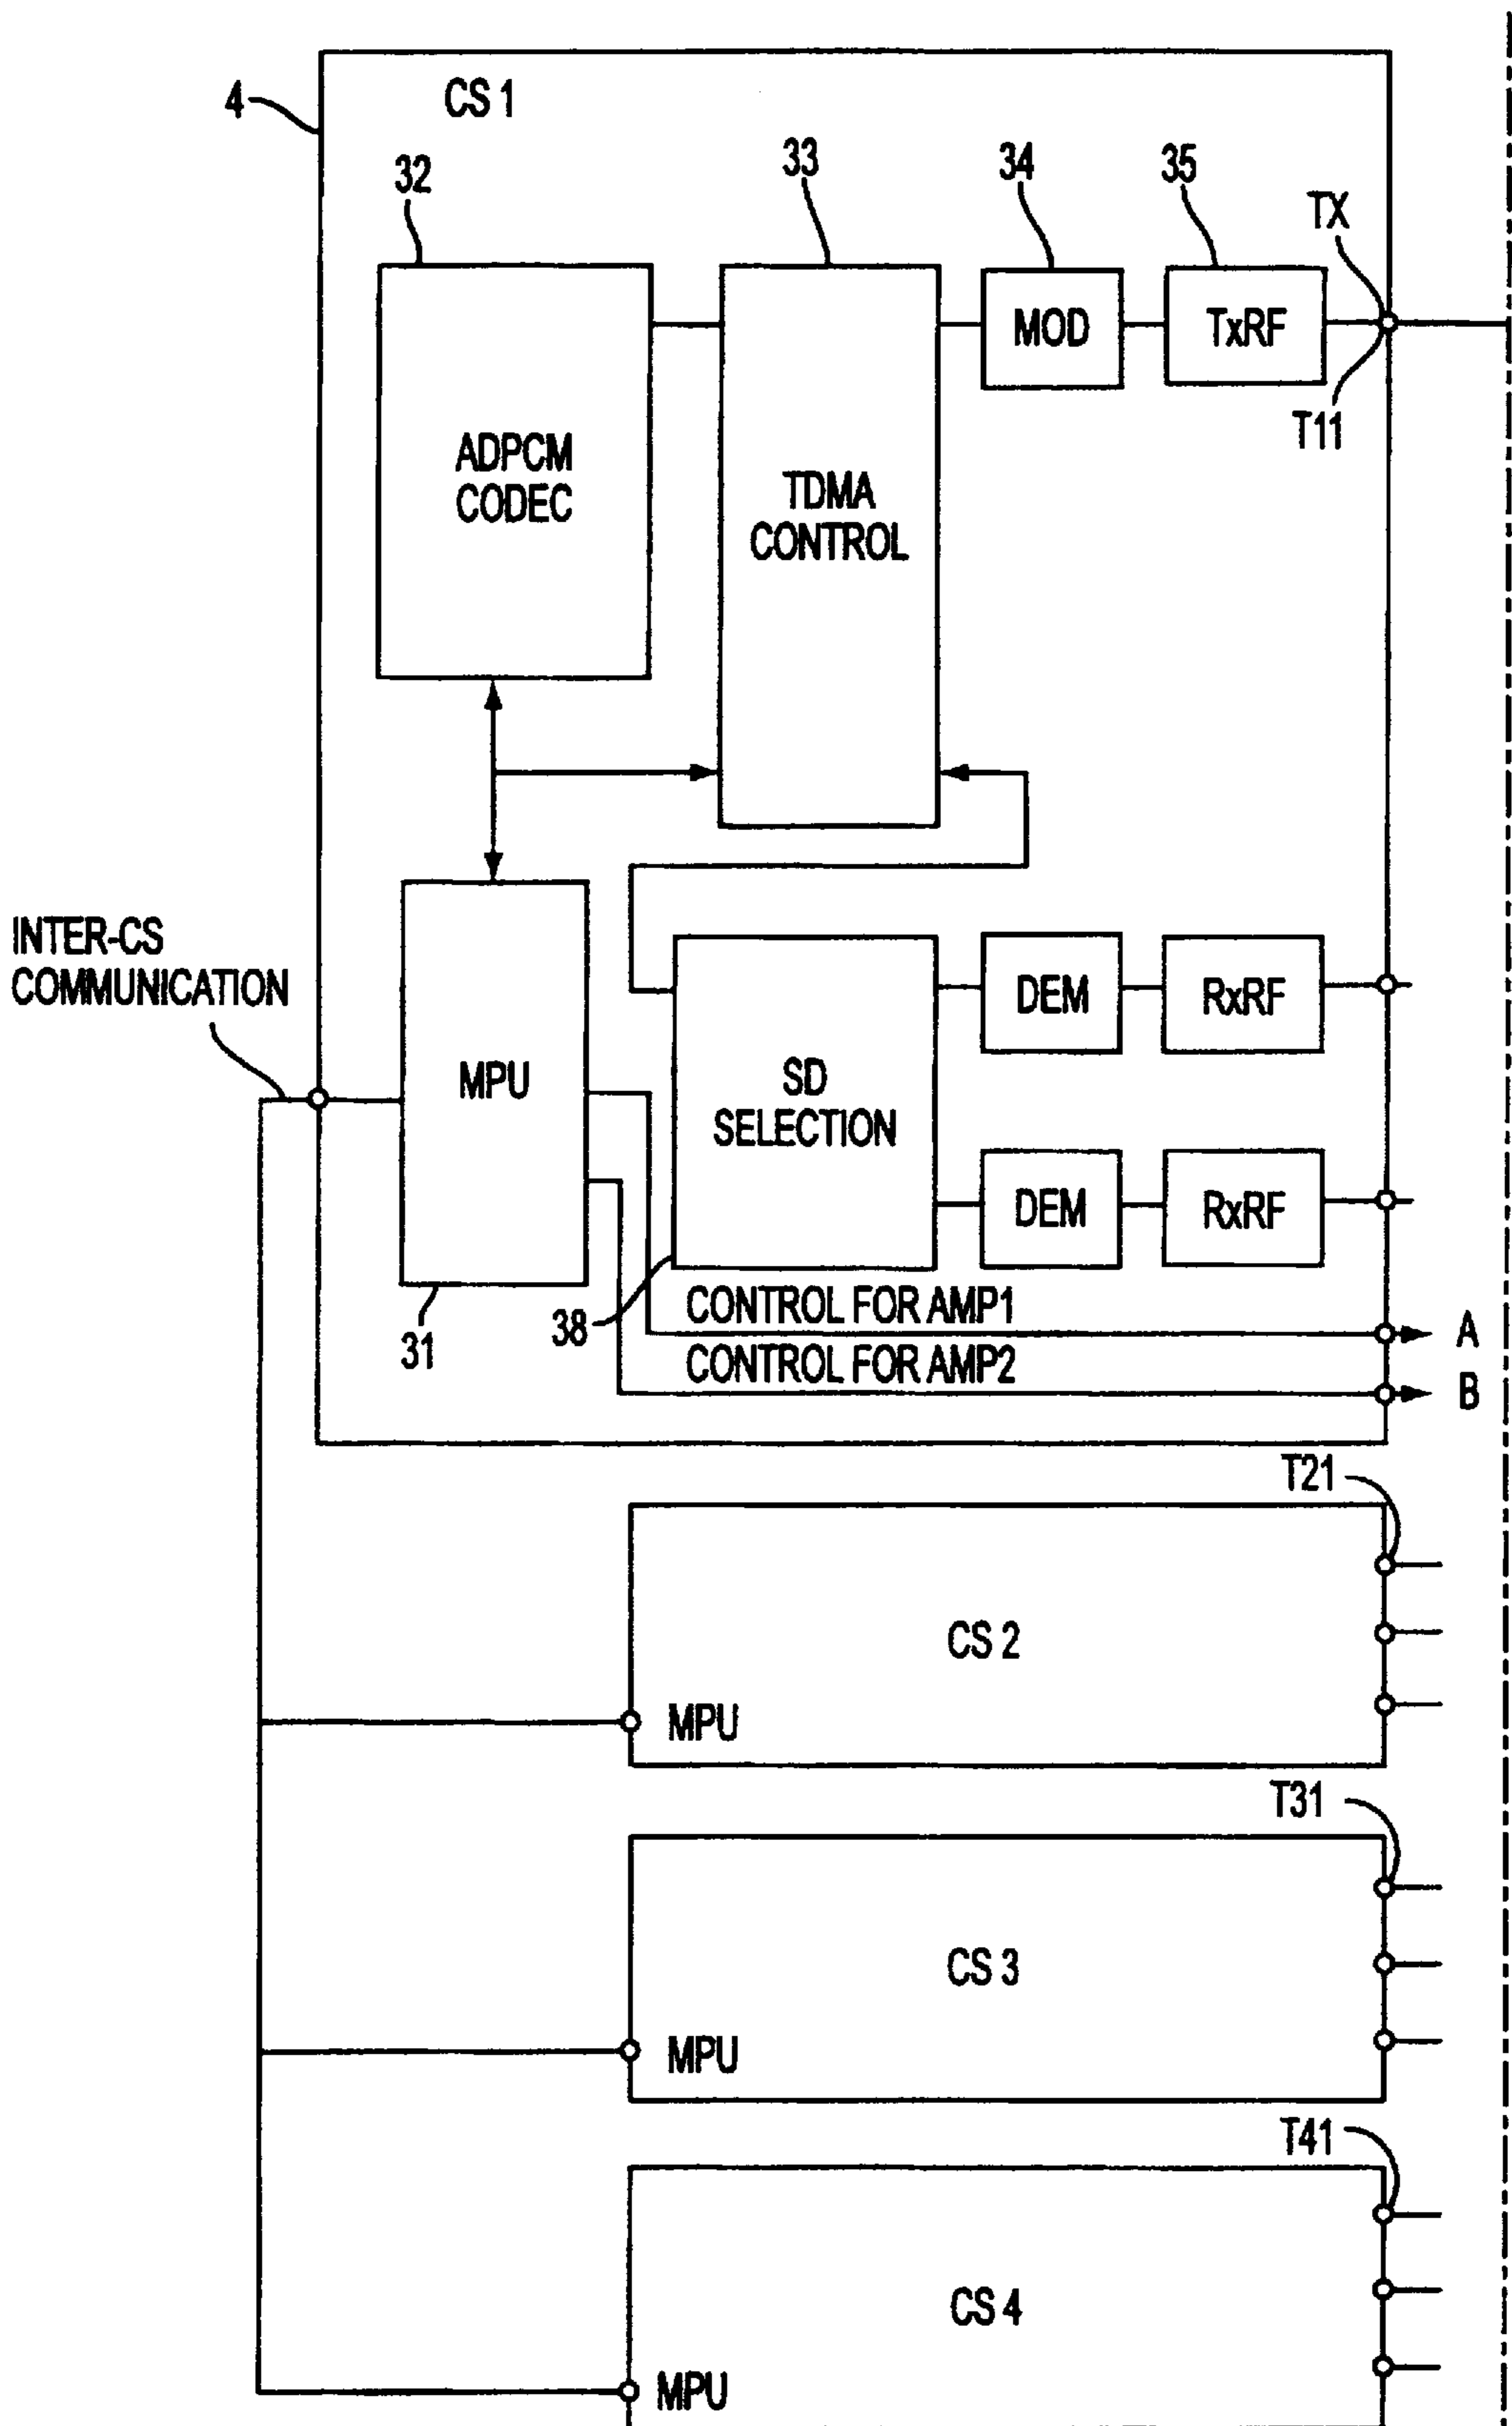 4
CS 1
32
33
34
35
TX
MOD
TxRF
T11
ADPCM
CODEC
TDMA
CONTROL
INTER-CS
COMMUNICATION
MPU
SD
SELECTION
DEM
RxRF
DEM
RxRF
31
38
CONTROL FOR AMP1
A
CONTROL FOR AMP2
B
T21
CS 2
MPU
T31
CS 3
MPU
T41
CS 4
MPU